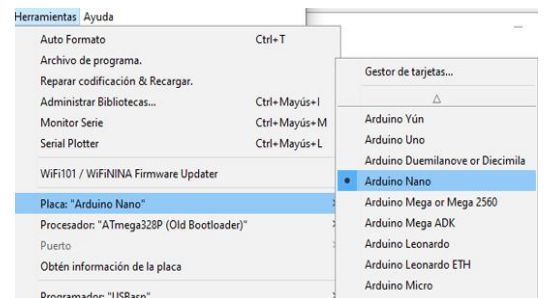 Herramientas Ayuda
Auto Formato Ctrl+T
Archivo de programa.
Reparar codificación & Recargar.
Administrar Bibliotecas... Ctrl+Mayús+I
Monitor Serie Ctrl+Mayús+M
Serial Plotter Ctrl+Mayús+L
WiFi101 / WiFiNINA Firmware Updater
Placa: "Arduino Nano"
Procesador: "ATmega328P (Old Bootloader)"
Puerto
Obtén información de la placa
Programador: "USBasp"
Gestor de tarjetas...
Arduino Yún
Arduino Uno
Arduino Duemilanove or Diecimila
Arduino Nano
Arduino Mega or Mega 2560
Arduino Mega ADK
Arduino Leonardo
Arduino Leonardo ETH
Arduino Micro